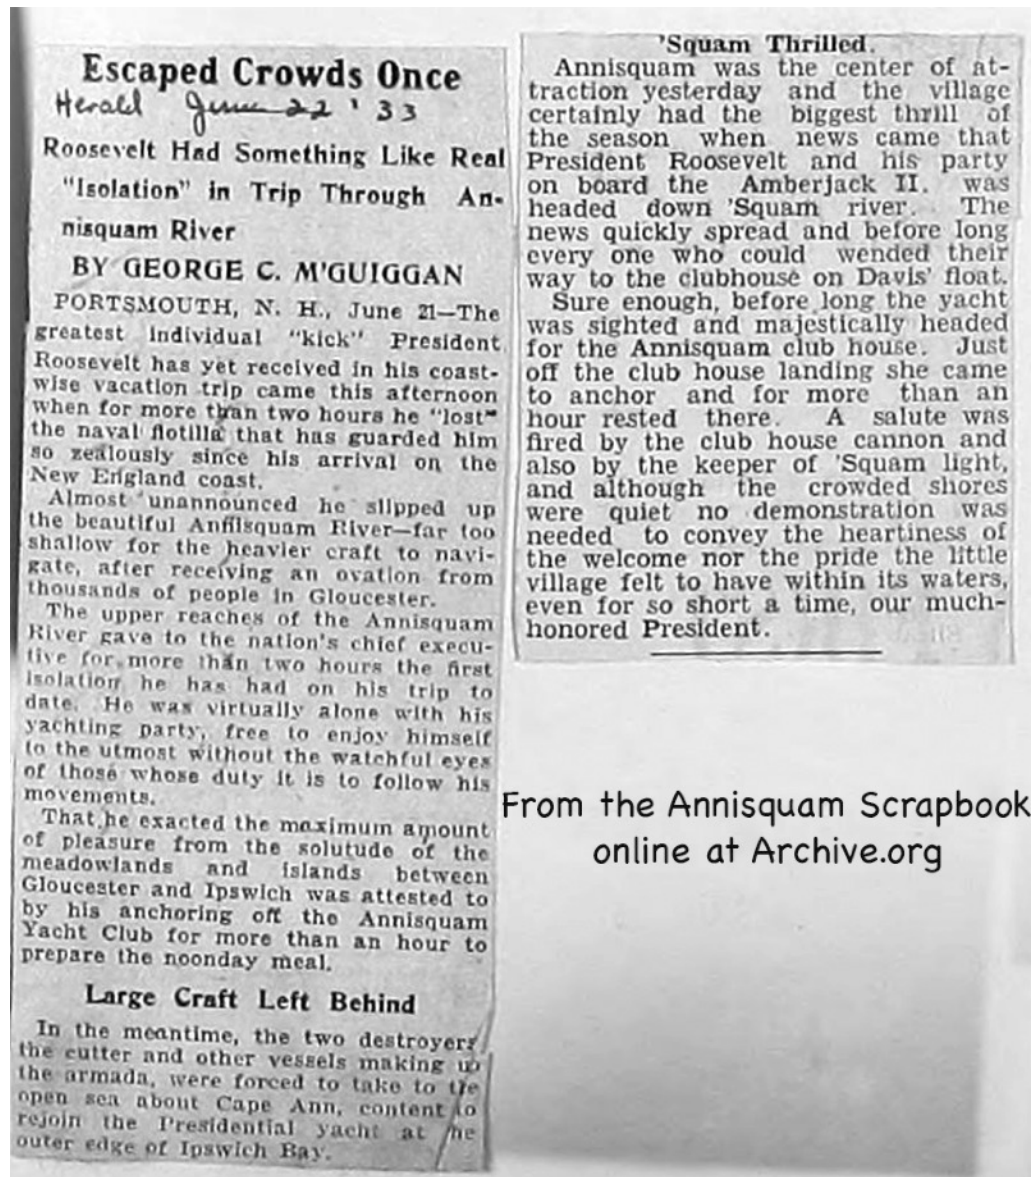 Escaped Crowds Once
Herald June 22 '33
Roosevelt Had Something Like Real
"Isolation" in Trip Through An-
nisquam River
BY GEORGE C. M'GUIGGAN
PORTSMOUTH, N. H., June 21—The
greatest individual "kick" President
Roosevelt has yet received in his coast-
wise vacation trip came this afternoon
when for more than two hours he "lost"
the naval flotilla that has guarded him
so zealously since his arrival on the
New England coast.
Almost unannounced he slipped up
the beautiful Annisquam River—far too
shallow for the heavier craft to navi-
gate, after receiving an ovation from
thousands of people in Gloucester.
The upper reaches of the Annisquam
River gave to the nation's chief execu-
tive for more than two hours the first
isolation he has had on his trip to
date. He was virtually alone with his
yachting party, free to enjoy himself
to the utmost without the watchful eyes
of those whose duty it is to follow his
movements.
That he exacted the maximum amount
of pleasure from the solutude of the
meadowlands and islands between
Gloucester and Ipswich was attested to
by his anchoring off the Annisquam
Yacht Club for more than an hour to
prepare the noonday meal.
Large Craft Left Behind
In the meantime, the two destroyers
the cutter and other vessels making up
the armada, were forced to take to the
open sea about Cape Ann, content to
rejoin the Presidential yacht at the
outer edge of Ipswich Bay.
'Squam Thrilled.
Annisquam was the center of at-
traction yesterday and the village
certainly had the biggest thrill of
the season when news came that
President Roosevelt and his party
on board the Amberjack II. was
headed down 'Squam river. The
news quickly spread and before long
every one who could wended their
way to the clubhouse on Davis' float.
Sure enough, before long the yacht
was sighted and majestically headed
for the Annisquam club house. Just
off the club house landing she came
to anchor and for more than an
hour rested there. A salute was
fired by the club house cannon and
also by the keeper of 'Squam light,
and although the crowded shores
were quiet no demonstration was
needed to convey the heartiness of
the welcome nor the pride the little
village felt to have within its waters,
even for so short a time, our much-
honored President.
From the Annisquam Scrapbook
online at Archive.org